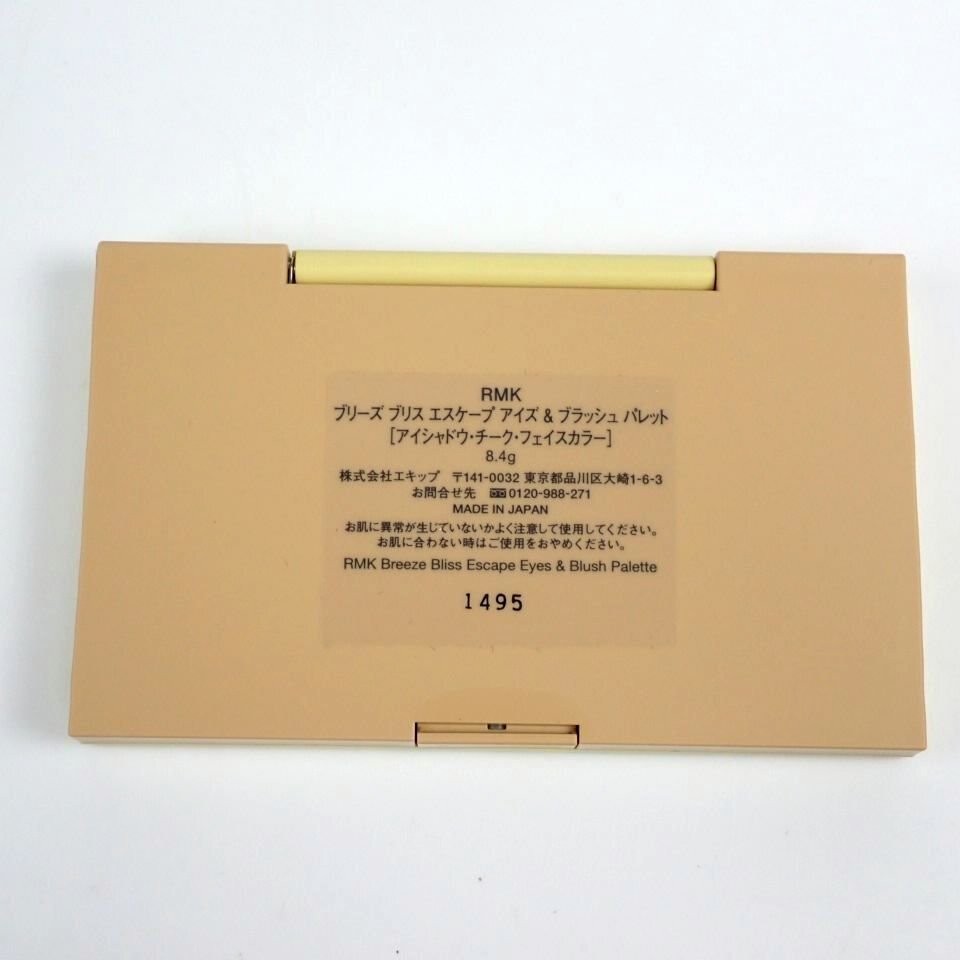 RMK
ブリーズ ブリス エスケープ アイズ & ブラッシュ パレット
[アイシャドウ・チーク・フェイスカラー]
8.4g
株式会社エキップ 〒141-0032 東京都品川区大崎1-6-3
お問合せ先 0120-988-271
MADE IN JAPAN
お肌に異常が生じていないかよく注意して使用してください。
お肌に合わない時はご使用をおやめください。
RMK Breeze Bliss Escape Eyes & Blush Palette
1495